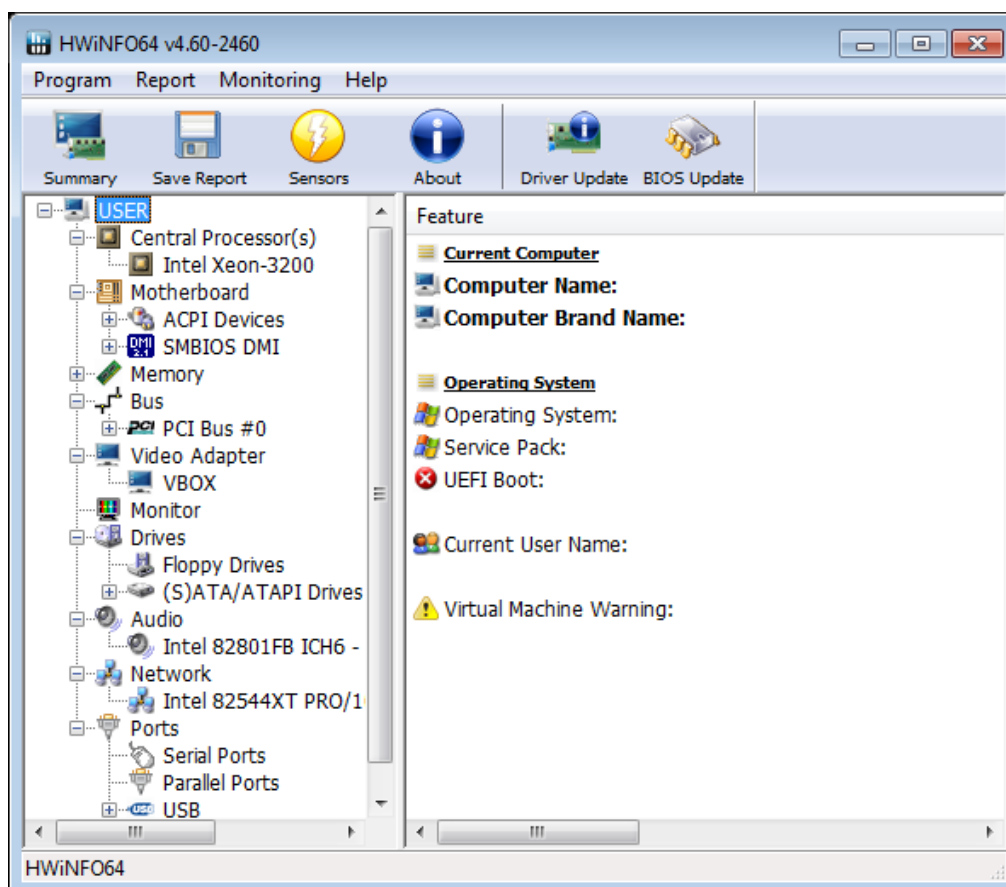 HWiNFO64 v4.60-2460
Program Report Monitoring Help
Summary Save Report Sensors About Driver Update BIOS Update
USER
Central Processor(s)
Intel Xeon-3200
Motherboard
ACPI Devices
DMI 2.1 SMBIOS DMI
Memory
Bus
PCI PCI Bus #0
Video Adapter
VBOX
Monitor
Drives
Floppy Drives
(S)ATA/ATAPI Drives
Audio
Intel 82801FB ICH6 -
Network
Intel 82544XT PRO/1
Ports
Serial Ports
Parallel Ports
USB
Feature
Current Computer
Computer Name:
Computer Brand Name:
Operating System
Operating System:
Service Pack:
UEFI Boot:
Current User Name:
Virtual Machine Warning:
HWiNFO64